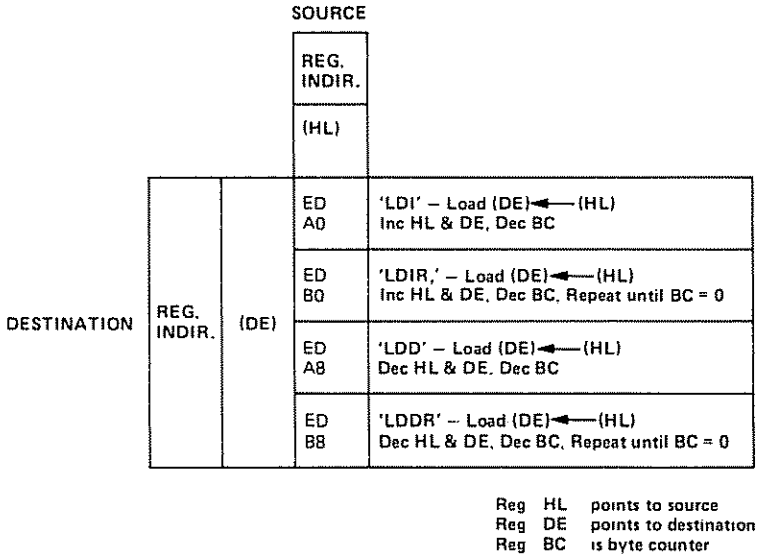 SOURCE
REG.
INDIR.
(HL)
ED
A0
'LDI' – Load (DE)◄—(HL)
Inc HL & DE, Dec BC
ED
B0
'LDIR,' – Load (DE)◄—(HL)
Inc HL & DE, Dec BC, Repeat until BC = 0
DESTINATION
REG.
INDIR.
(DE)
ED
A8
'LDD' – Load (DE)◄—(HL)
Dec HL & DE, Dec BC
ED
B8
'LDDR' – Load (DE)◄—(HL)
Dec HL & DE, Dec BC, Repeat until BC = 0
Reg HL points to source
Reg DE points to destination
Reg BC is byte counter